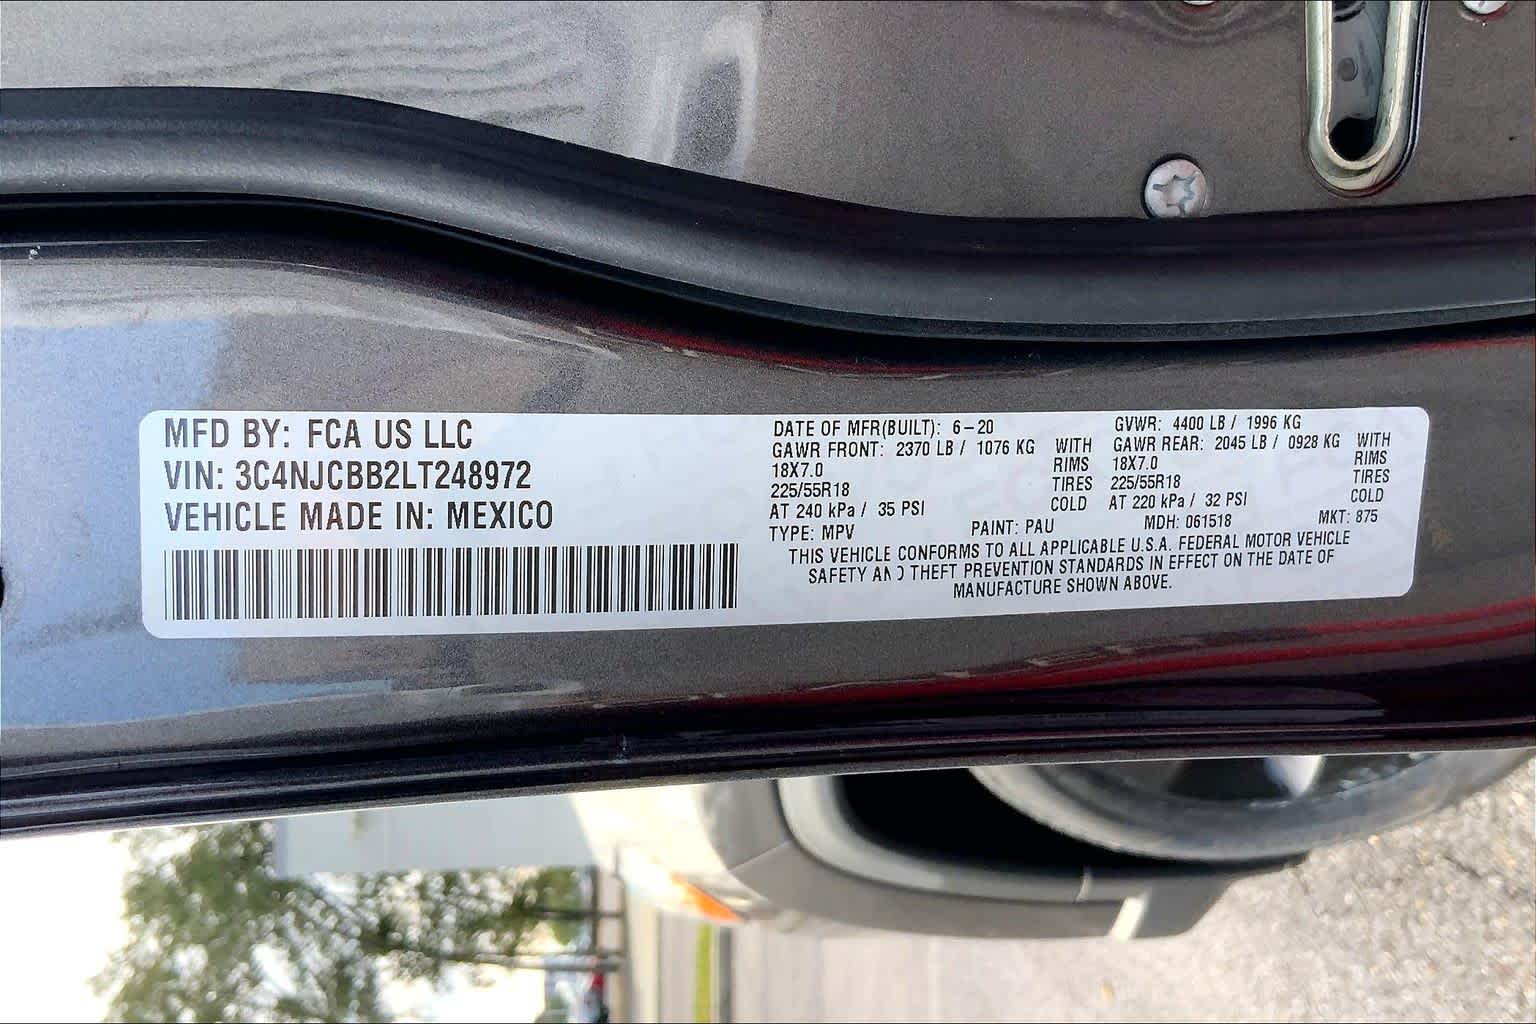 MFD BY: FCA US LLC
VIN: 3C4NJCBB2LT248972
VEHICLE MADE IN: MEXICO
DATE OF MFR(BUILT): 6-20 GVWR: 4400 LB / 1996 KG
GAWR FRONT: 2370 LB / 1076 KG WITH GAWR REAR: 2045 LB / 0928 KG WITH
18X7.0 RIMS 18X7.0 RIMS
225/55R18 TIRES 225/55R18 TIRES
AT 240 kPa / 35 PSI COLD AT 220 kPa / 32 PSI COLD
TYPE: MPV PAINT: PAU MDH: 061518 MKT: 875
THIS VEHICLE CONFORMS TO ALL APPLICABLE U.S.A. FEDERAL MOTOR VEHICLE
SAFETY AND THEFT PREVENTION STANDARDS IN EFFECT ON THE DATE OF
MANUFACTURE SHOWN ABOVE.